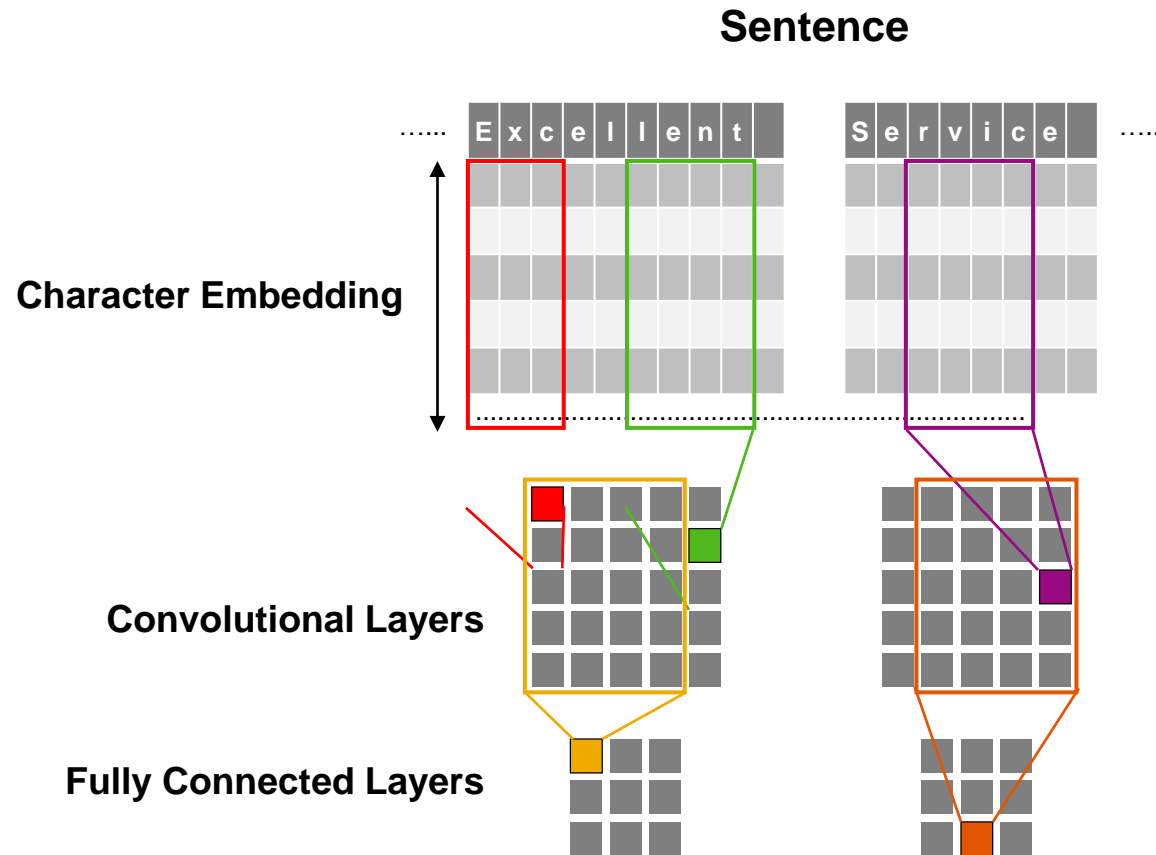 Sentence
…... E x c e l l e n t S e r v i c e …..
Character Embedding
Convolutional Layers
Fully Connected Layers